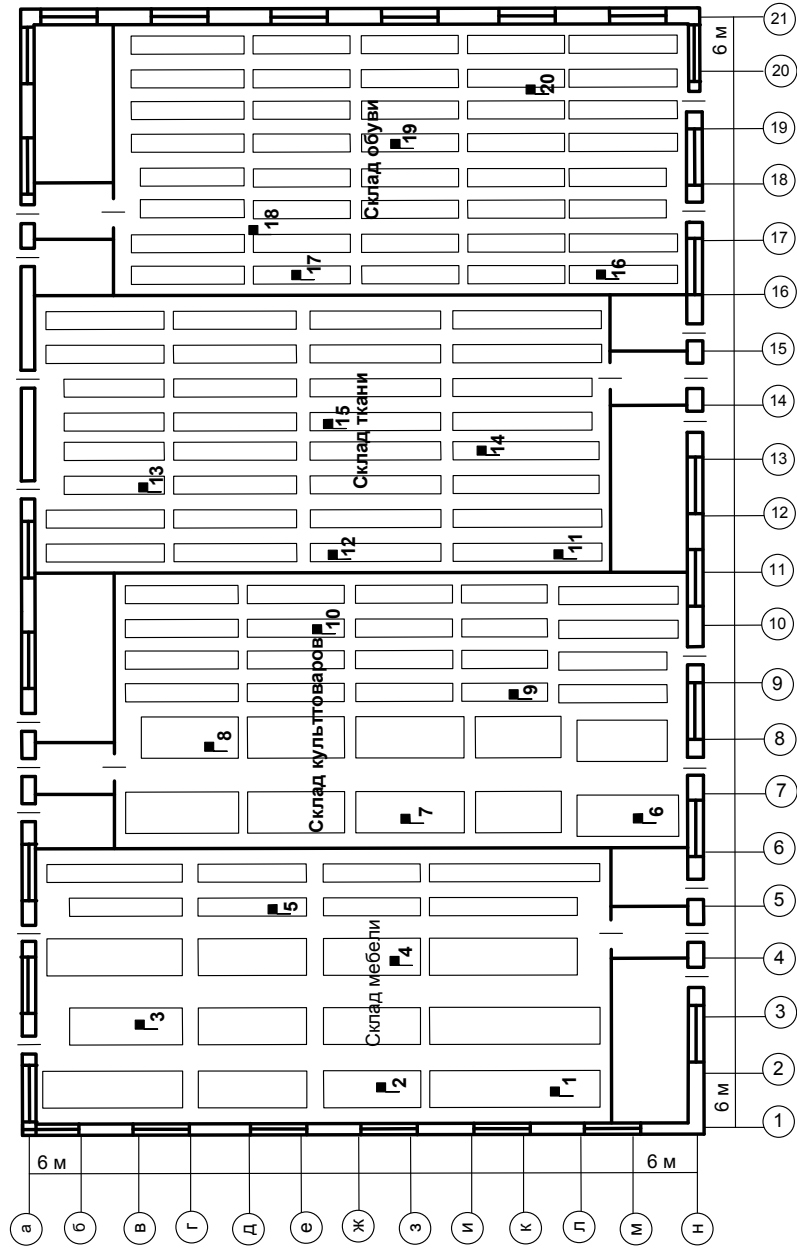 21
20
19
18
17
16
15
14
13
12
11
10
9
8
7
6
5
4
3
2
1
6 м
6 м
Склад обуви
20
19
18
17
16
Склад ткани
15
14
13
12
11
Склад культтоваров
10
9
8
7
6
Склад мебели
5
4
3
2
1
6 м
6 м
а
б
в
г
д
е
ж
з
и
к
л
м
н